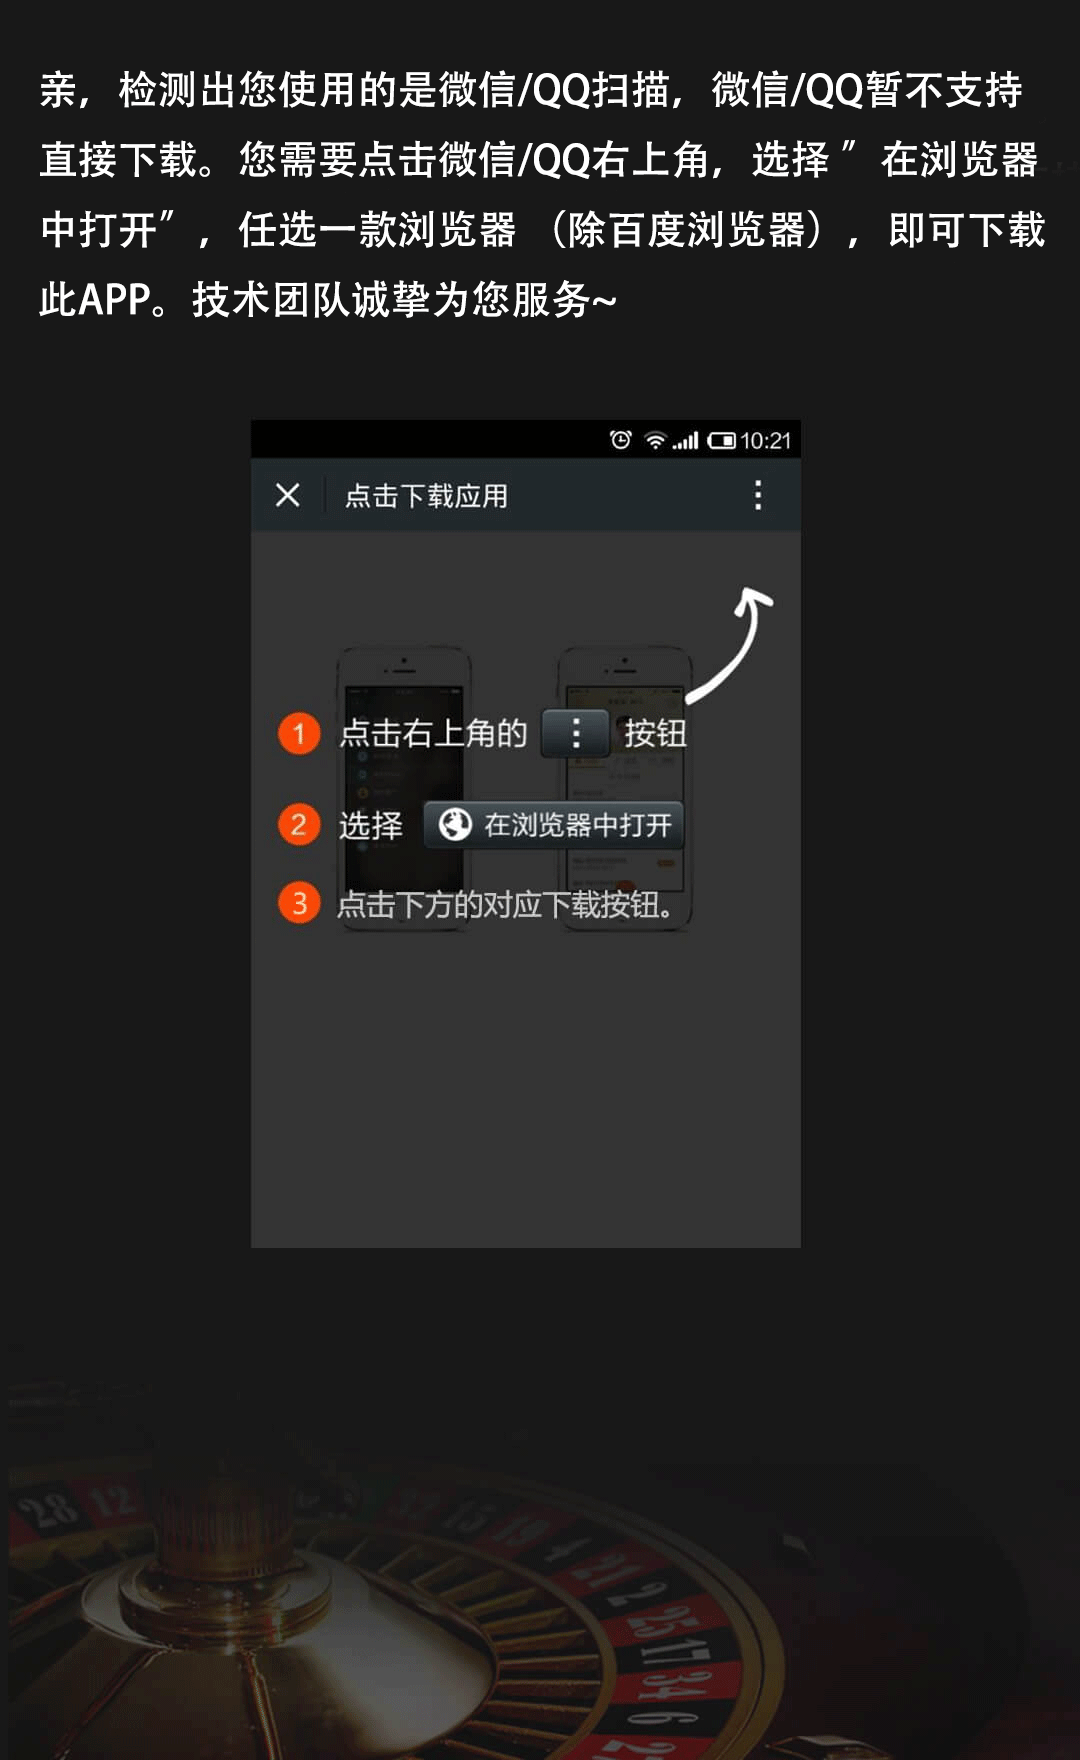 亲，检测出您使用的是微信/QQ扫描，微信/QQ暂不支持
直接下载。您需要点击微信/QQ右上角，选择＂在浏览器
中打开＂，任选一款浏览器（除百度浏览器），即可下载
此APP。技术团队诚挚为您服务~
10:21
点击下载应用
1 点击右上角的 按钮
2 选择 在浏览器中打开
3 点击下方的对应下载按钮。
28 12
15 19 4 21 2 25 17 34 6